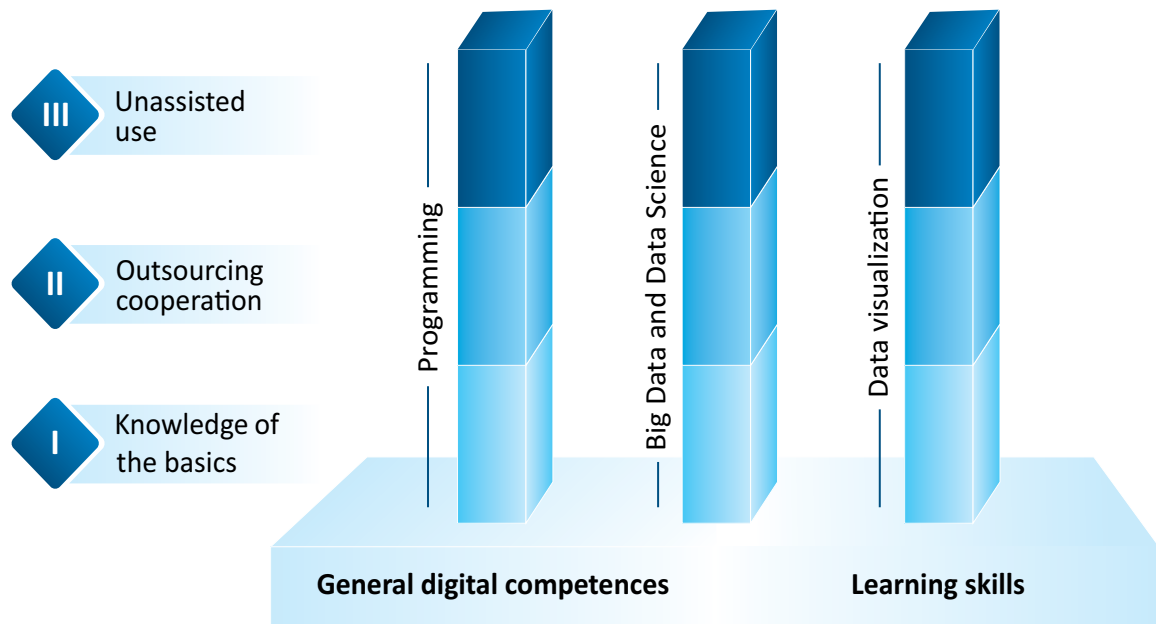 III
Unassisted
use
II
Outsourcing
cooperation
I
Knowledge of
the basics
Programming
Big Data and Data Science
Data visualization
General digital competences
Learning skills